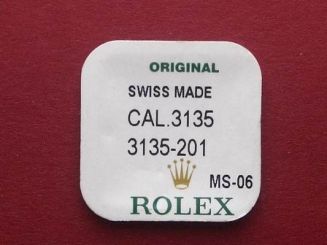 ORIGINAL
SWISS MADE
CAL.3135
3135-201
MS-06
ROLEX